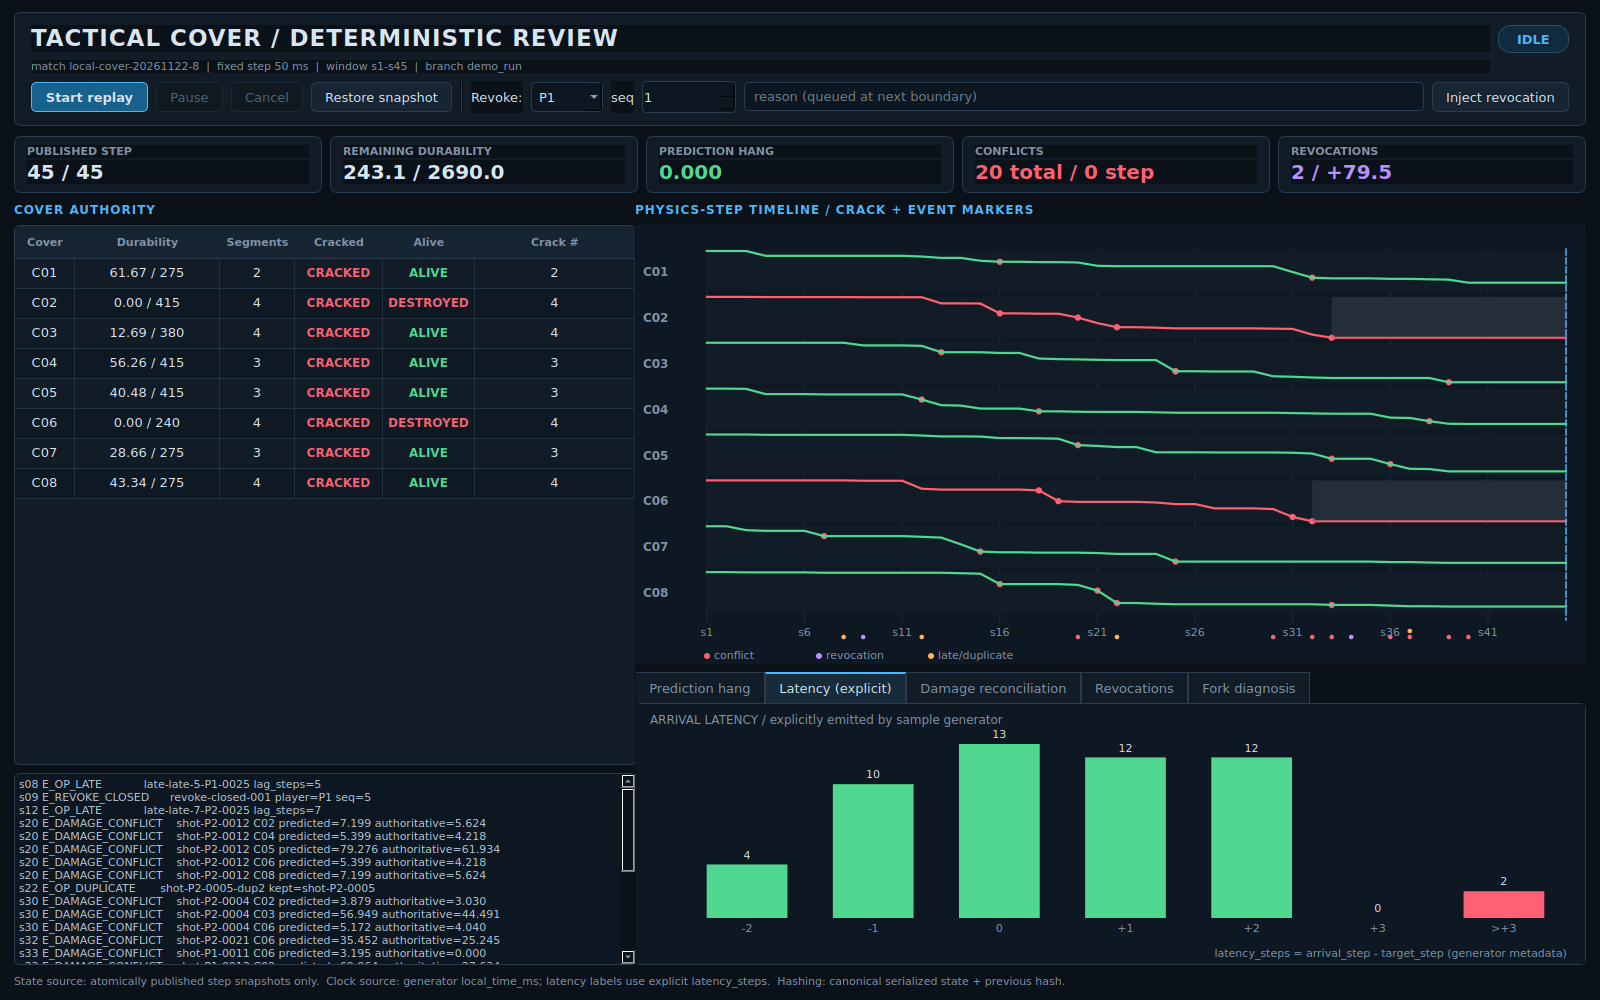 TACTICAL COVER / DETERMINISTIC REVIEW
IDLE
match local-cover-20261122-8 | fixed step 50 ms | window s1-s45 | branch demo_run
Start replay Pause Cancel Restore snapshot Revoke: P1 seq 1 reason (queued at next boundary) Inject revocation
PUBLISHED STEP
45 / 45
REMAINING DURABILITY
243.1 / 2690.0
PREDICTION HANG
0.000
CONFLICTS
20 total / 0 step
REVOCATIONS
2 / +79.5
COVER AUTHORITY
Cover Durability Segments Cracked Alive Crack #
C01 61.67 / 275 2 CRACKED ALIVE 2
C02 0.00 / 415 4 CRACKED DESTROYED 4
C03 12.69 / 380 4 CRACKED ALIVE 4
C04 56.26 / 415 3 CRACKED ALIVE 3
C05 40.48 / 415 3 CRACKED ALIVE 3
C06 0.00 / 240 4 CRACKED DESTROYED 4
C07 28.66 / 275 3 CRACKED ALIVE 3
C08 43.34 / 275 4 CRACKED ALIVE 4
s08 E_OP_LATE late-late-5-P1-0025 lag_steps=5
s09 E_REVOKE_CLOSED revoke-closed-001 player=P1 seq=5
s12 E_OP_LATE late-late-7-P2-0025 lag_steps=7
s20 E_DAMAGE_CONFLICT shot-P2-0012 C02 predicted=7.199 authoritative=5.624
s20 E_DAMAGE_CONFLICT shot-P2-0012 C04 predicted=5.399 authoritative=4.218
s20 E_DAMAGE_CONFLICT shot-P2-0012 C05 predicted=79.276 authoritative=61.934
s20 E_DAMAGE_CONFLICT shot-P2-0012 C06 predicted=5.399 authoritative=4.218
s20 E_DAMAGE_CONFLICT shot-P2-0012 C08 predicted=7.199 authoritative=5.624
s22 E_OP_DUPLICATE shot-P2-0005-dup2 kept=shot-P2-0005
s30 E_DAMAGE_CONFLICT shot-P2-0004 C02 predicted=3.879 authoritative=3.030
s30 E_DAMAGE_CONFLICT shot-P2-0004 C03 predicted=56.949 authoritative=44.491
s30 E_DAMAGE_CONFLICT shot-P2-0004 C06 predicted=5.172 authoritative=4.040
s32 E_DAMAGE_CONFLICT shot-P2-0021 C06 predicted=35.452 authoritative=25.245
s33 E_DAMAGE_CONFLICT shot-P1-0011 C06 predicted=3.195 authoritative=0.000
PHYSICS-STEP TIMELINE / CRACK + EVENT MARKERS
C01
C02
C03
C04
C05
C06
C07
C08
s1 s6 s11 s16 s21 s26 s31 s36 s41
conflict revocation late/duplicate
Prediction hang Latency (explicit) Damage reconciliation Revocations Fork diagnosis
ARRIVAL LATENCY / explicitly emitted by sample generator
4 10 13 12 12 0 2
-2 -1 0 +1 +2 +3 >+3
latency_steps = arrival_step - target_step (generator metadata)
State source: atomically published step snapshots only. Clock source: generator local_time_ms; latency labels use explicit latency_steps. Hashing: canonical serialized state + previous hash.